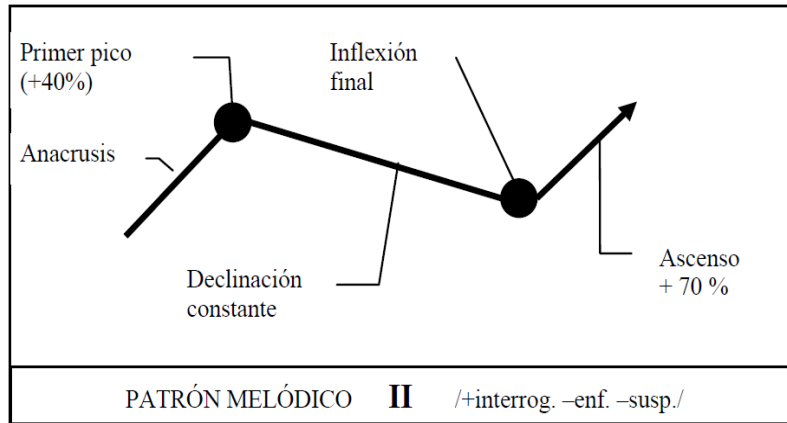 Primer pico
(+40%)
Inflexión
final
Anacrusis
Declinación
constante
Ascenso
+ 70 %
PATRÓN MELÓDICO II /+interrog. –enf. –susp./